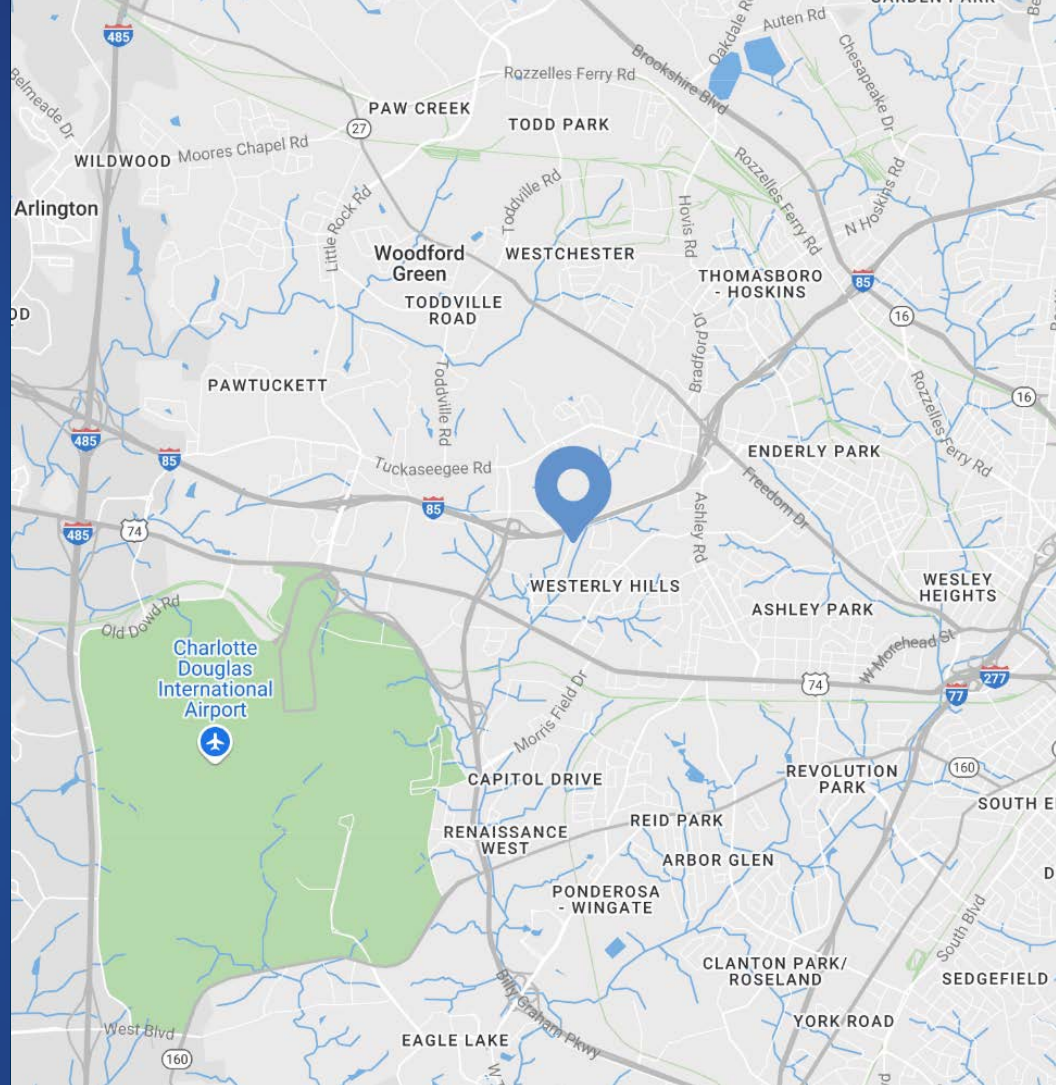 GARDEN PARK
485
Auten Rd
Oakdale Rd
Chesapeake Dr
Belmeade Dr
Rozzelles Ferry Rd
Brookshire Blvd
PAW CREEK
27
TODD PARK
WILDWOOD
Moores Chapel Rd
Rozzelles Ferry Rd
N Hoskins Rd
Arlington
Little Rock Rd
Toddville Rd
Hovis Rd
Woodford
Green
WESTCHESTER
THOMASBORO
- HOSKINS
85
TODDVILLE
ROAD
16
OD
Bradford Dr
PAWTUCKETT
Toddville Rd
Rozzelles Ferry Rd
16
485
85
Tuckaseegee Rd
ENDERLY PARK
85
Freedom Dr
Ashley Rd
485
74
WESTERLY HILLS
WESLEY
HEIGHTS
ASHLEY PARK
Old Dowd Rd
W Morehead St
Charlotte
Douglas
International
Airport
74
77
277
Morris Field Dr
CAPITOL DRIVE
REVOLUTION
PARK
160
SOUTH E
RENAISSANCE
WEST
REID PARK
ARBOR GLEN
D
PONDEROSA
- WINGATE
South Blvd
CLANTON PARK/
ROSELAND
SEDGEFIELD
Billy Graham Pkwy
YORK ROAD
West Blvd
EAGLE LAKE
160